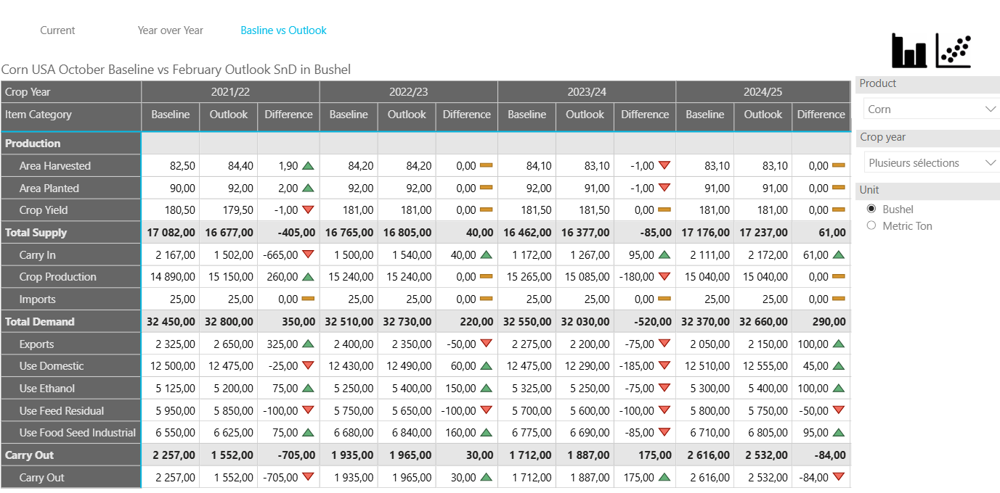 Current Year over Year Basline vs Outlook
Corn USA October Baseline vs February Outlook SnD in Bushel
Crop Year 2021/22 2022/23 2023/24 2024/25
Item Category Baseline Outlook Difference Baseline Outlook Difference Baseline Outlook Difference Baseline Outlook Difference
Production
Area Harvested 82,50 84,40 1,90 84,20 84,20 0,00 84,10 83,10 -1,00 83,10 83,10 0,00
Area Planted 90,00 92,00 2,00 92,00 92,00 0,00 92,00 91,00 -1,00 91,00 91,00 0,00
Crop Yield 180,50 179,50 -1,00 181,00 181,00 0,00 181,50 181,50 0,00 181,00 181,00 0,00
Total Supply 17 082,00 16 677,00 -405,00 16 765,00 16 805,00 40,00 16 462,00 16 377,00 -85,00 17 176,00 17 237,00 61,00
Carry In 2 167,00 1 502,00 -665,00 1 500,00 1 540,00 40,00 1 172,00 1 267,00 95,00 2 111,00 2 172,00 61,00
Crop Production 14 890,00 15 150,00 260,00 15 240,00 15 240,00 0,00 15 265,00 15 085,00 -180,00 15 040,00 15 040,00 0,00
Imports 25,00 25,00 0,00 25,00 25,00 0,00 25,00 25,00 0,00 25,00 25,00 0,00
Total Demand 32 450,00 32 800,00 350,00 32 510,00 32 730,00 220,00 32 550,00 32 030,00 -520,00 32 370,00 32 660,00 290,00
Exports 2 325,00 2 650,00 325,00 2 400,00 2 350,00 -50,00 2 275,00 2 200,00 -75,00 2 050,00 2 150,00 100,00
Use Domestic 12 500,00 12 475,00 -25,00 12 430,00 12 490,00 60,00 12 475,00 12 290,00 -185,00 12 510,00 12 555,00 45,00
Use Ethanol 5 125,00 5 200,00 75,00 5 250,00 5 400,00 150,00 5 325,00 5 250,00 -75,00 5 300,00 5 400,00 100,00
Use Feed Residual 5 950,00 5 850,00 -100,00 5 750,00 5 650,00 -100,00 5 700,00 5 600,00 -100,00 5 800,00 5 750,00 -50,00
Use Food Seed Industrial 6 550,00 6 625,00 75,00 6 680,00 6 840,00 160,00 6 775,00 6 690,00 -85,00 6 710,00 6 805,00 95,00
Carry Out 2 257,00 1 552,00 -705,00 1 935,00 1 965,00 30,00 1 712,00 1 887,00 175,00 2 616,00 2 532,00 -84,00
Carry Out 2 257,00 1 552,00 -705,00 1 935,00 1 965,00 30,00 1 712,00 1 887,00 175,00 2 616,00 2 532,00 -84,00
Product
Corn
Crop year
Plusieurs sélections
Unit
Bushel
Metric Ton